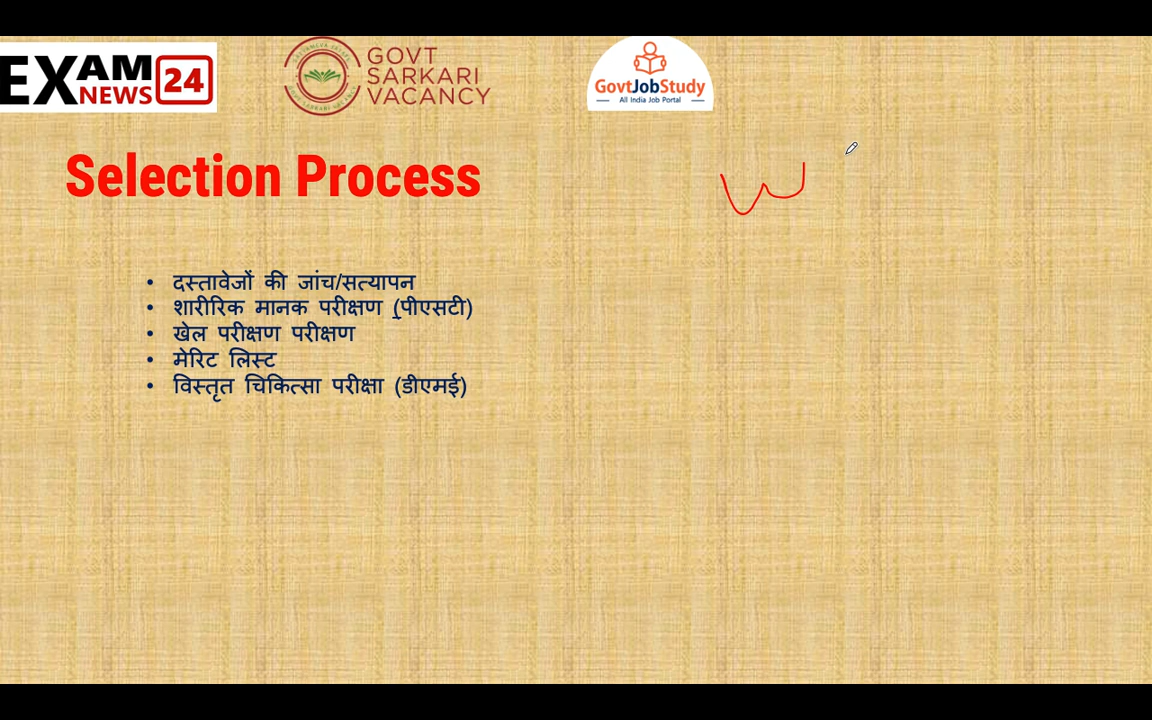 EXAM
NEWS 24
GOVT
SARKARI
VACANCY
GovtJobStudy
All India Job Portal
Selection Process
• दस्तावेजों की जांच/सत्यापन
• शारीरिक मानक परीक्षण (पीएसटी)
• खेल परीक्षण परीक्षण
• मेरिट लिस्ट
• विस्तृत चिकित्सा परीक्षा (डीएमई)